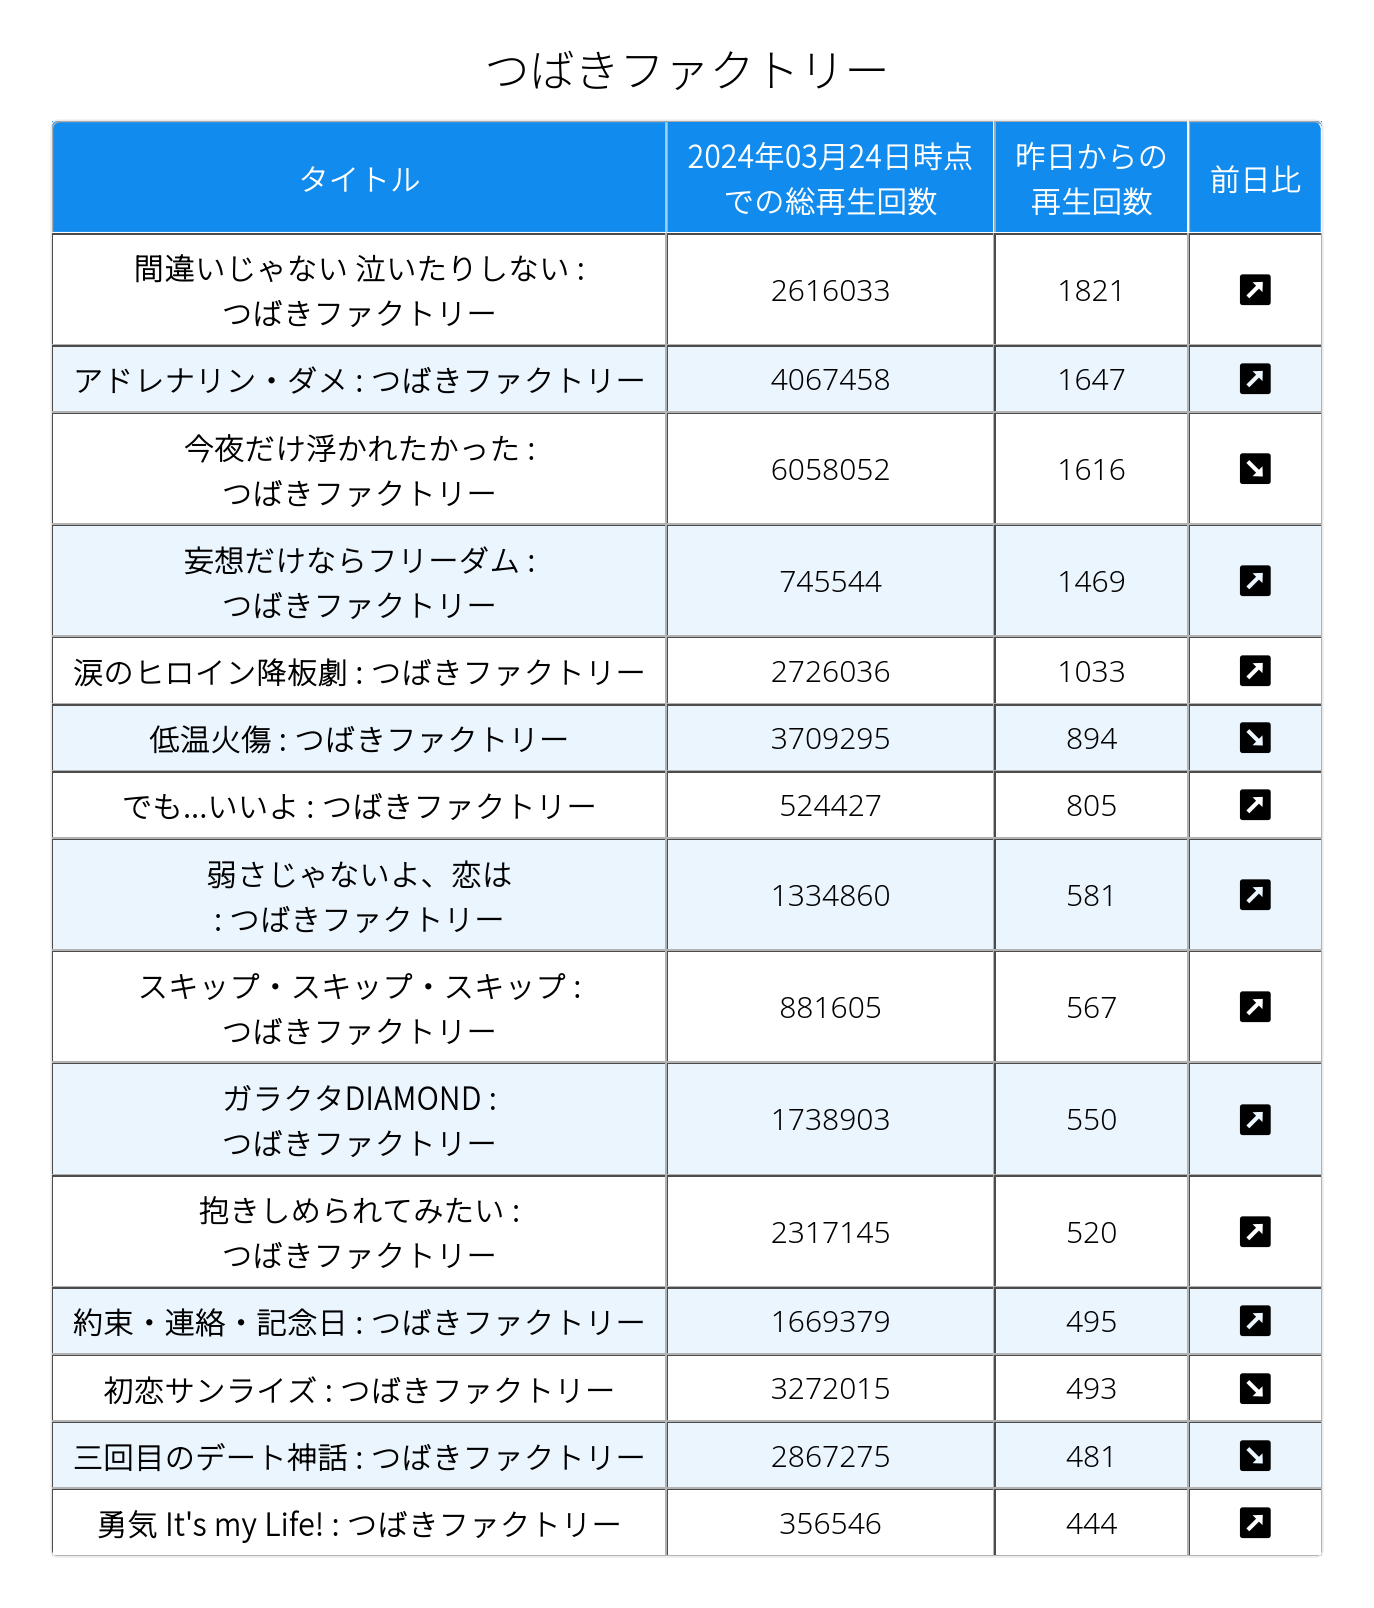 つばきファクトリー
タイトル
2024年03月24日時点
での総再生回数
昨日からの
再生回数
前日比
間違いじゃない 泣いたりしない :
つばきファクトリー
2616033
1821
アドレナリン・ダメ : つばきファクトリー
4067458
1647
今夜だけ浮かれたかった :
つばきファクトリー
6058052
1616
妄想だけならフリーダム :
つばきファクトリー
745544
1469
涙のヒロイン降板劇 : つばきファクトリー
2726036
1033
低温火傷 : つばきファクトリー
3709295
894
でも...いいよ : つばきファクトリー
524427
805
弱さじゃないよ、恋は
: つばきファクトリー
1334860
581
スキップ・スキップ・スキップ :
つばきファクトリー
881605
567
ガラクタDIAMOND :
つばきファクトリー
1738903
550
抱きしめられてみたい :
つばきファクトリー
2317145
520
約束・連絡・記念日 : つばきファクトリー
1669379
495
初恋サンライズ : つばきファクトリー
3272015
493
三回目のデート神話 : つばきファクトリー
2867275
481
勇気 It's my Life! : つばきファクトリー
356546
444